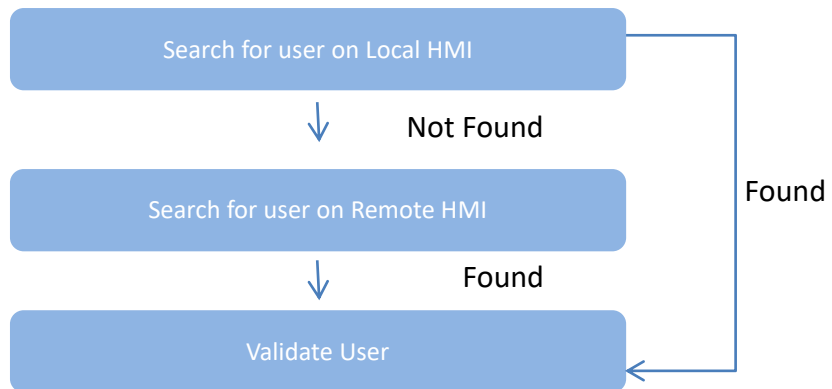 Search for user on Local HMI
Not Found
Search for user on Remote HMI
Found
Found
Validate User